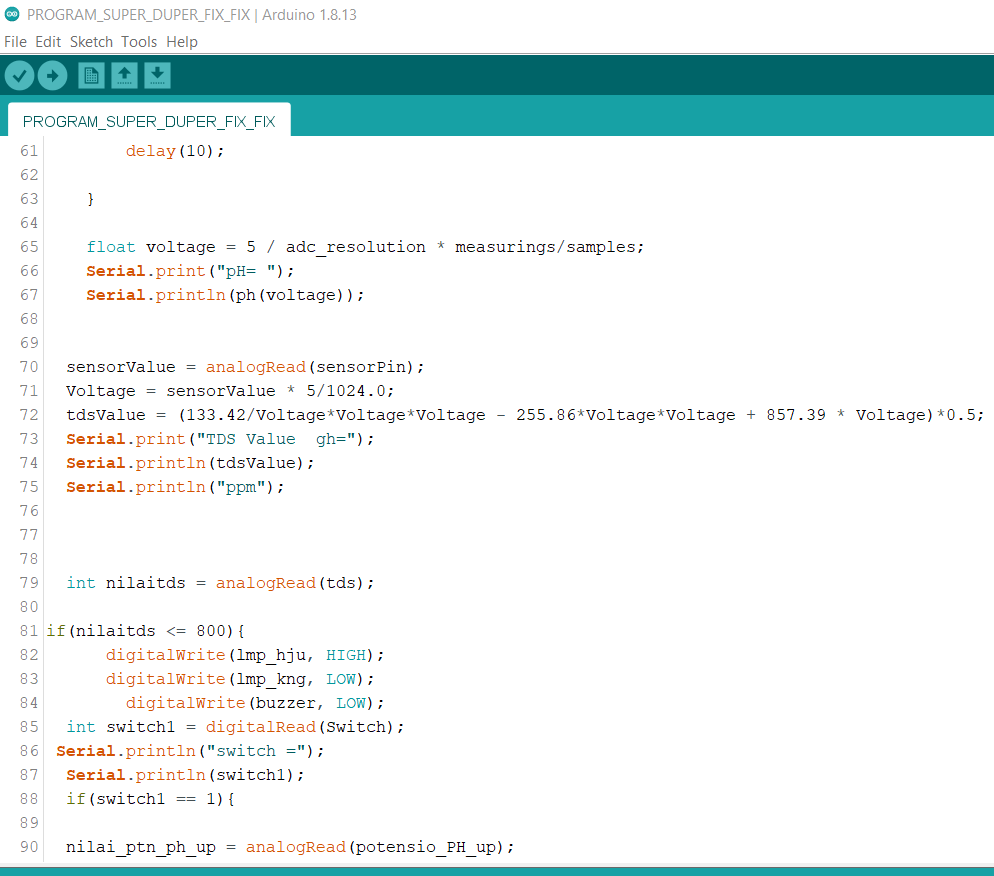 PROGRAM_SUPER_DUPER_FIX_FIX | Arduino 1.8.13
File Edit Sketch Tools Help
PROGRAM_SUPER_DUPER_FIX_FIX
61 delay(10);
62
63 }
64
65 float voltage = 5 / adc_resolution * measurings/samples;
66 Serial.print("pH= ");
67 Serial.println(ph(voltage));
68
69
70 sensorValue = analogRead(sensorPin);
71 Voltage = sensorValue * 5/1024.0;
72 tdsValue = (133.42/Voltage*Voltage*Voltage - 255.86*Voltage*Voltage + 857.39 * Voltage)*0.5;
73 Serial.print("TDS Value  gh=");
74 Serial.println(tdsValue);
75 Serial.println("ppm");
76
77
78
79 int nilaitds = analogRead(tds);
80
81 if(nilaitds <= 800){
82 digitalWrite(lmp_hju, HIGH);
83 digitalWrite(lmp_kng, LOW);
84 digitalWrite(buzzer, LOW);
85 int switch1 = digitalRead(Switch);
86 Serial.println("switch =");
87 Serial.println(switch1);
88 if(switch1 == 1){
89
90 nilai_ptn_ph_up = analogRead(potensio_PH_up);